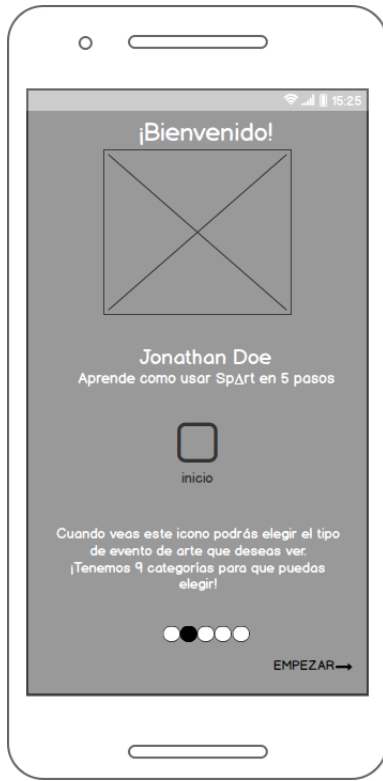 15:25
¡Bienvenido!
Jonathan Doe
Aprende como usar Sp∆rt en 5 pasos
inicio
Cuando veas este icono podrás elegir el tipo
de evento de arte que deseas ver.
¡Tenemos 9 categorías para que puedas
elegir!
EMPEZAR